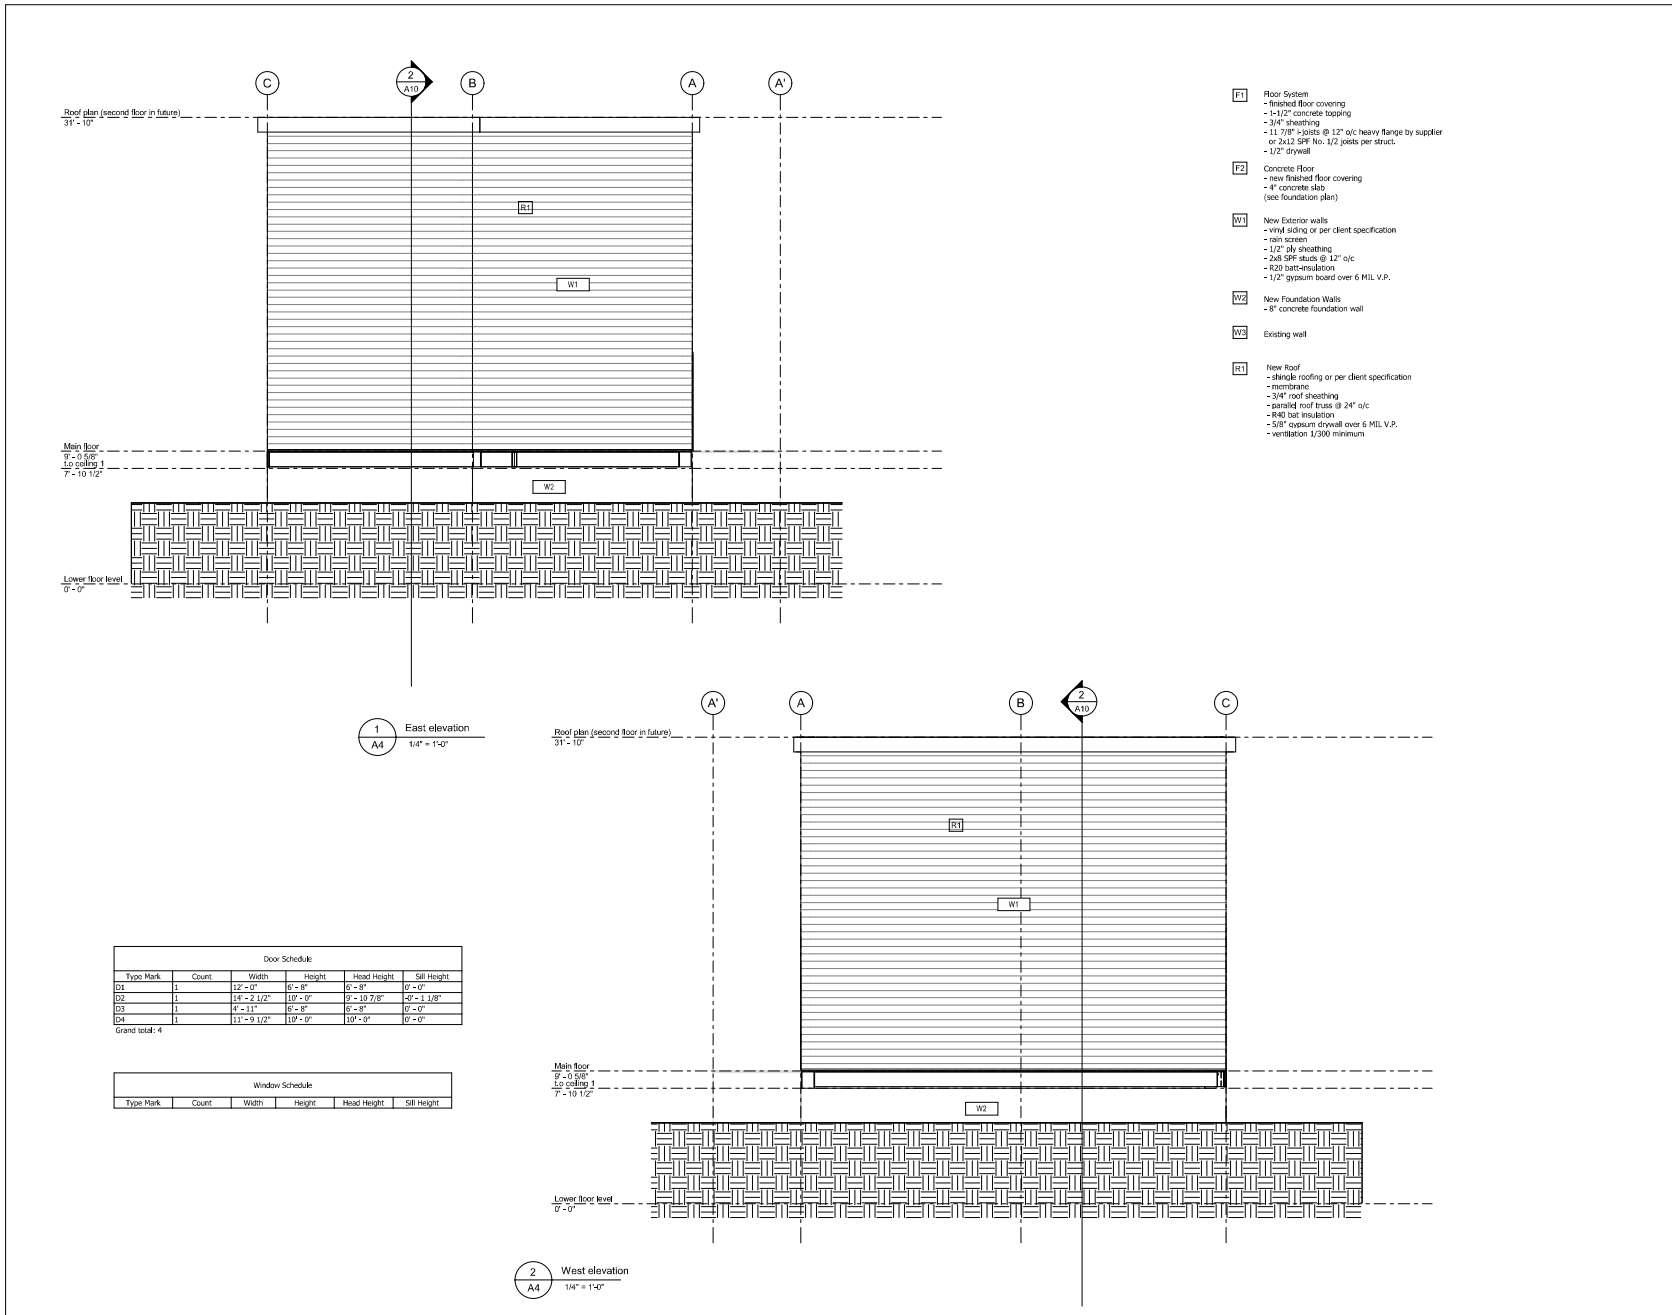 C
2
A10
B
A
A'
Roof plan (second floor in future)
31' - 10"
R1
W1
Main floor
9' - 0 5/8"
t.o ceiling 1
7' - 10 1/2"
W2
Lower floor level
0' - 0"
1
A4
East elevation
1/4" = 1'-0"
F1
Floor System
- finished floor covering
- 1-1/2" concrete topping
- 3/4" sheathing
- 11 7/8" i-joists @ 12" o/c heavy flange by supplier
or 2x12 SPF No. 1/2 joists per struct.
- 1/2" drywall
F2
Concrete Floor
- new finished floor covering
- 4" concrete slab
(see foundation plan)
W1
New Exterior walls
- vinyl siding or per client specification
- rain screen
- 1/2" ply sheathing
- 2x8 SPF studs @ 12" o/c
- R20 batt-insulation
- 1/2" gypsum board over 6 MIL V.P.
W2
New Foundation Walls
- 8" concrete foundation wall
W3
Existing wall
R1
New Roof
- shingle roofing or per client specification
- membrane
- 3/4" roof sheathing
- parallel roof truss @ 24" o/c
- R40 bat insulation
- 5/8" gypsum drywall over 6 MIL V.P.
- ventilation 1/300 minimum
A'
A
B
2
A10
C
Roof plan (second floor in future)
31' - 10"
R1
W1
Main floor
9' - 0 5/8"
t.o ceiling 1
7' - 10 1/2"
W2
Lower floor level
0' - 0"
2
A4
West elevation
1/4" = 1'-0"
Door Schedule
Type Mark Count Width Height Head Height Sill Height
D1 1 12' - 0" 6' - 8" 6' - 8" 0' - 0"
D2 1 14' - 2 1/2" 10' - 0" 9' - 10 7/8" -0' - 1 1/8"
D3 1 4' - 11" 6' - 8" 6' - 8" 0' - 0"
D4 1 11' - 9 1/2" 10' - 0" 10' - 0" 0' - 0"
Grand total: 4
Window Schedule
Type Mark Count Width Height Head Height Sill Height